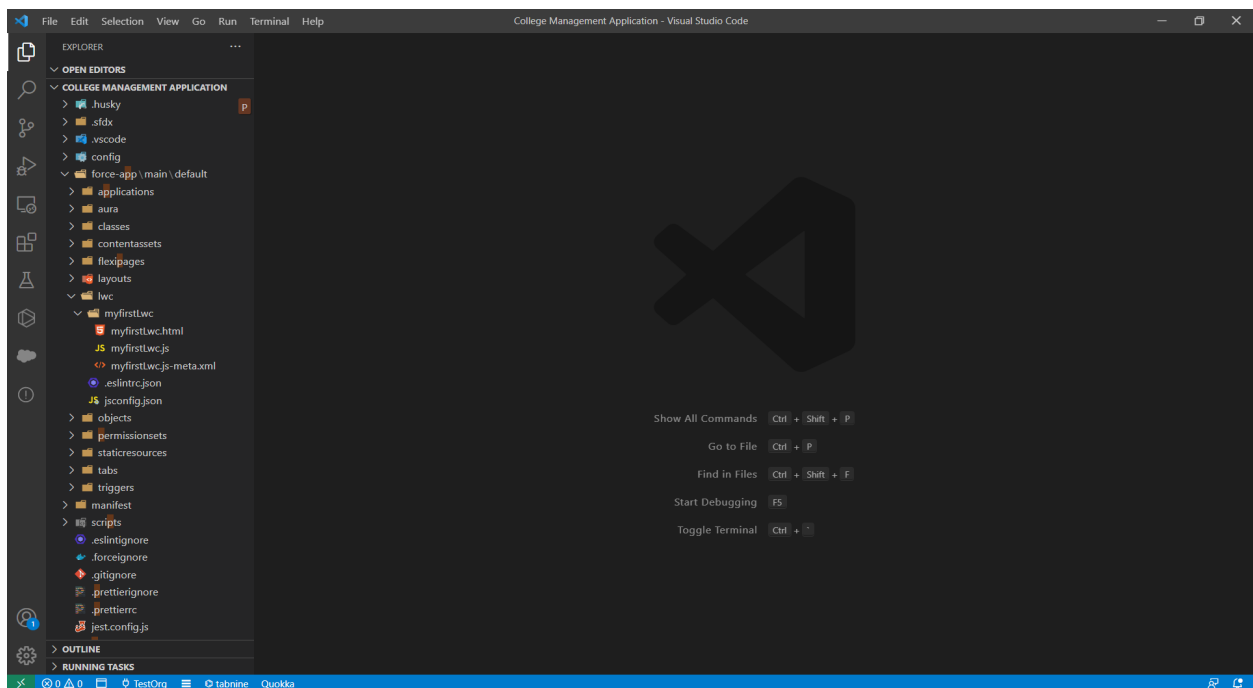 File Edit Selection View Go Run Terminal Help College Management Application - Visual Studio Code
EXPLORER
OPEN EDITORS
COLLEGE MANAGEMENT APPLICATION
.husky
p
.sfdx
.vscode
config
force-app\main\default
applications
aura
classes
contentassets
flexipages
layouts
lwc
myfirstLwc
myfirstLwc.html
JS myfirstLwc.js
myfirstLwc.js-meta.xml
.eslintrc.json
JS jsconfig.json
objects
permissionsets
staticresources
tabs
triggers
manifest
scripts
.eslintignore
.forceignore
.gitignore
.prettierignore
.prettierrc
jest.config.js
OUTLINE
RUNNING TASKS
Show All Commands Ctrl + Shift + P
Go to File Ctrl + P
Find in Files Ctrl + Shift + F
Start Debugging F5
Toggle Terminal Ctrl + `
1
0 0 TestOrg tabnine Quokka